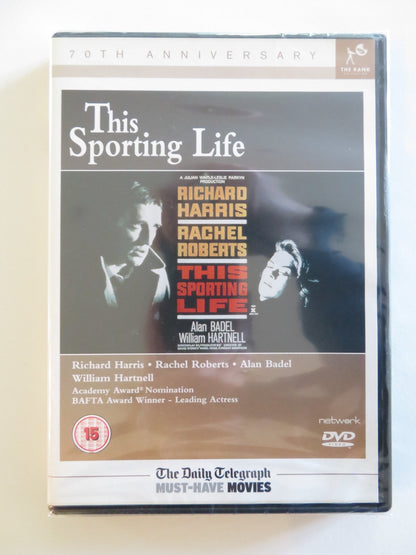 70TH ANNIVERSARY
THE RANK
This
Sporting Life
A JULIAN WINTLE-LESLIE PARKYN
PRODUCTION
RICHARD
HARRIS
RACHEL
ROBERTS
THIS
SPORTING
LIFE
X
Alan BADEL
William HARTNELL
Richard Harris • Rachel Roberts • Alan Badel
William Hartnell
Academy Award® Nomination
BAFTA Award Winner - Leading Actress
15
network
DVD
VIDEO
The Daily Telegraph
MUST-HAVE MOVIES